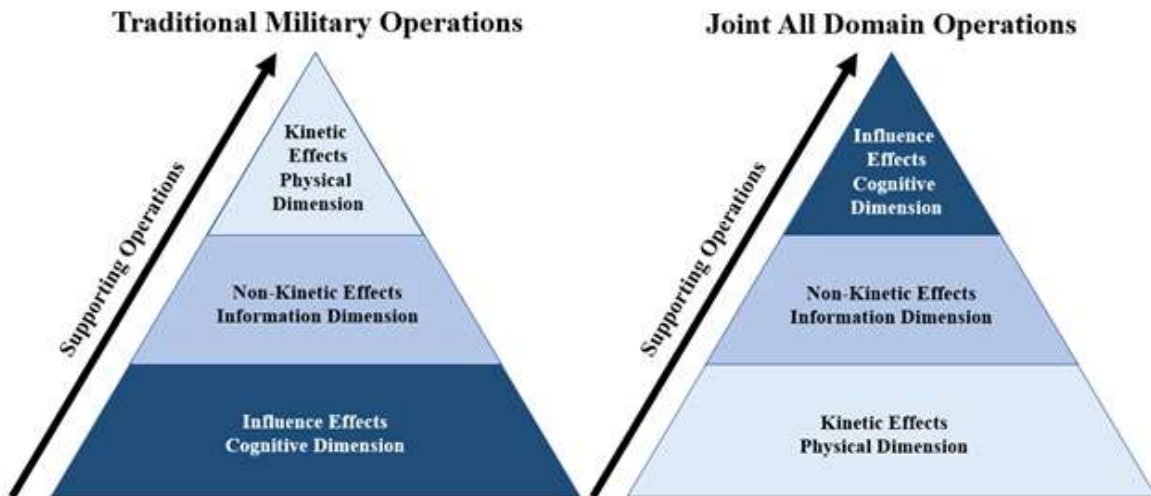 Traditional Military Operations
Supporting Operations
Kinetic
Effects
Physical
Dimension
Non-Kinetic Effects
Information Dimension
Influence Effects
Cognitive Dimension
Joint All Domain Operations
Supporting Operations
Influence
Effects
Cognitive
Dimension
Non-Kinetic Effects
Information Dimension
Kinetic Effects
Physical Dimension